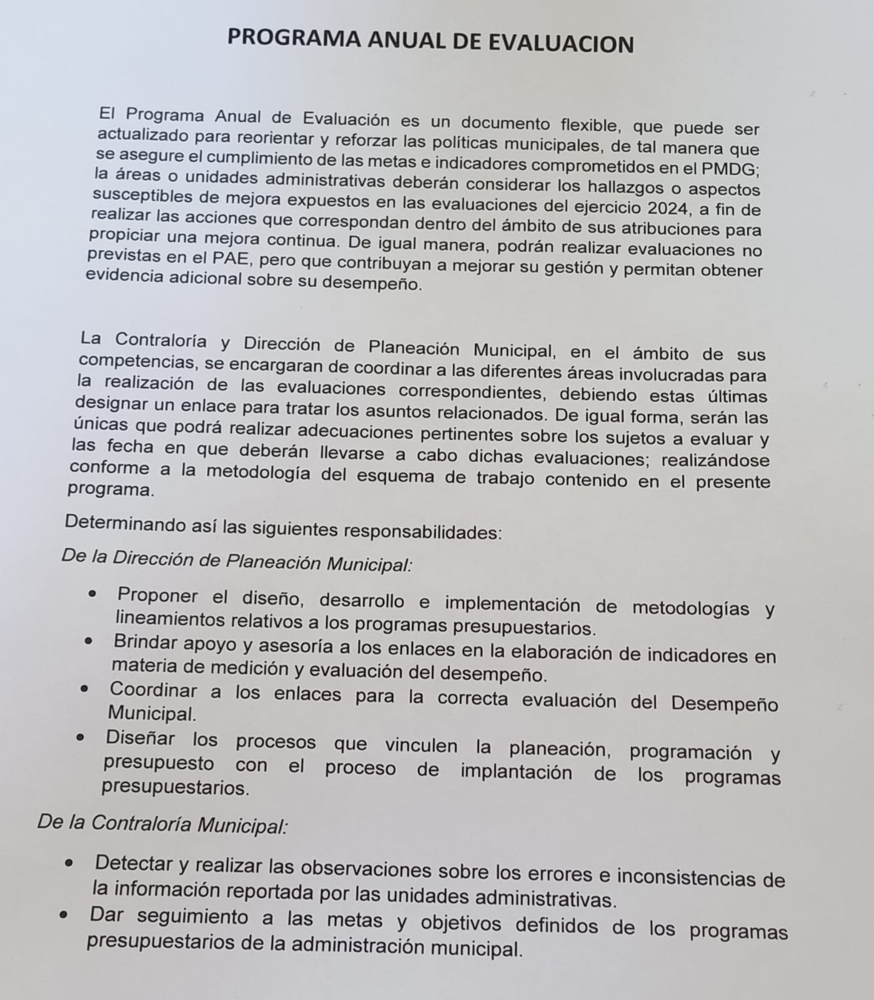 PROGRAMA ANUAL DE EVALUACION
El Programa Anual de Evaluación es un documento flexible, que puede ser
actualizado para reorientar y reforzar las políticas municipales, de tal manera que
se asegure el cumplimiento de las metas e indicadores comprometidos en el PMDG;
la áreas o unidades administrativas deberán considerar los hallazgos o aspectos
susceptibles de mejora expuestos en las evaluaciones del ejercicio 2024, a fin de
realizar las acciones que correspondan dentro del ámbito de sus atribuciones para
propiciar una mejora continua. De igual manera, podrán realizar evaluaciones no
previstas en el PAE, pero que contribuyan a mejorar su gestión y permitan obtener
evidencia adicional sobre su desempeño.
La Contraloría y Dirección de Planeación Municipal, en el ámbito de sus
competencias, se encargaran de coordinar a las diferentes áreas involucradas para
la realización de las evaluaciones correspondientes, debiendo estas últimas
designar un enlace para tratar los asuntos relacionados. De igual forma, serán las
únicas que podrá realizar adecuaciones pertinentes sobre los sujetos a evaluar y
las fecha en que deberán llevarse a cabo dichas evaluaciones; realizándose
conforme a la metodología del esquema de trabajo contenido en el presente
programa.
Determinando así las siguientes responsabilidades:
De la Dirección de Planeación Municipal:
• Proponer el diseño, desarrollo e implementación de metodologías y
lineamientos relativos a los programas presupuestarios.
• Brindar apoyo y asesoría a los enlaces en la elaboración de indicadores en
materia de medición y evaluación del desempeño.
• Coordinar a los enlaces para la correcta evaluación del Desempeño
Municipal.
• Diseñar los procesos que vinculen la planeación, programación y
presupuesto con el proceso de implantación de los programas
presupuestarios.
De la Contraloría Municipal:
• Detectar y realizar las observaciones sobre los errores e inconsistencias de
la información reportada por las unidades administrativas.
• Dar seguimiento a las metas y objetivos definidos de los programas
presupuestarios de la administración municipal.